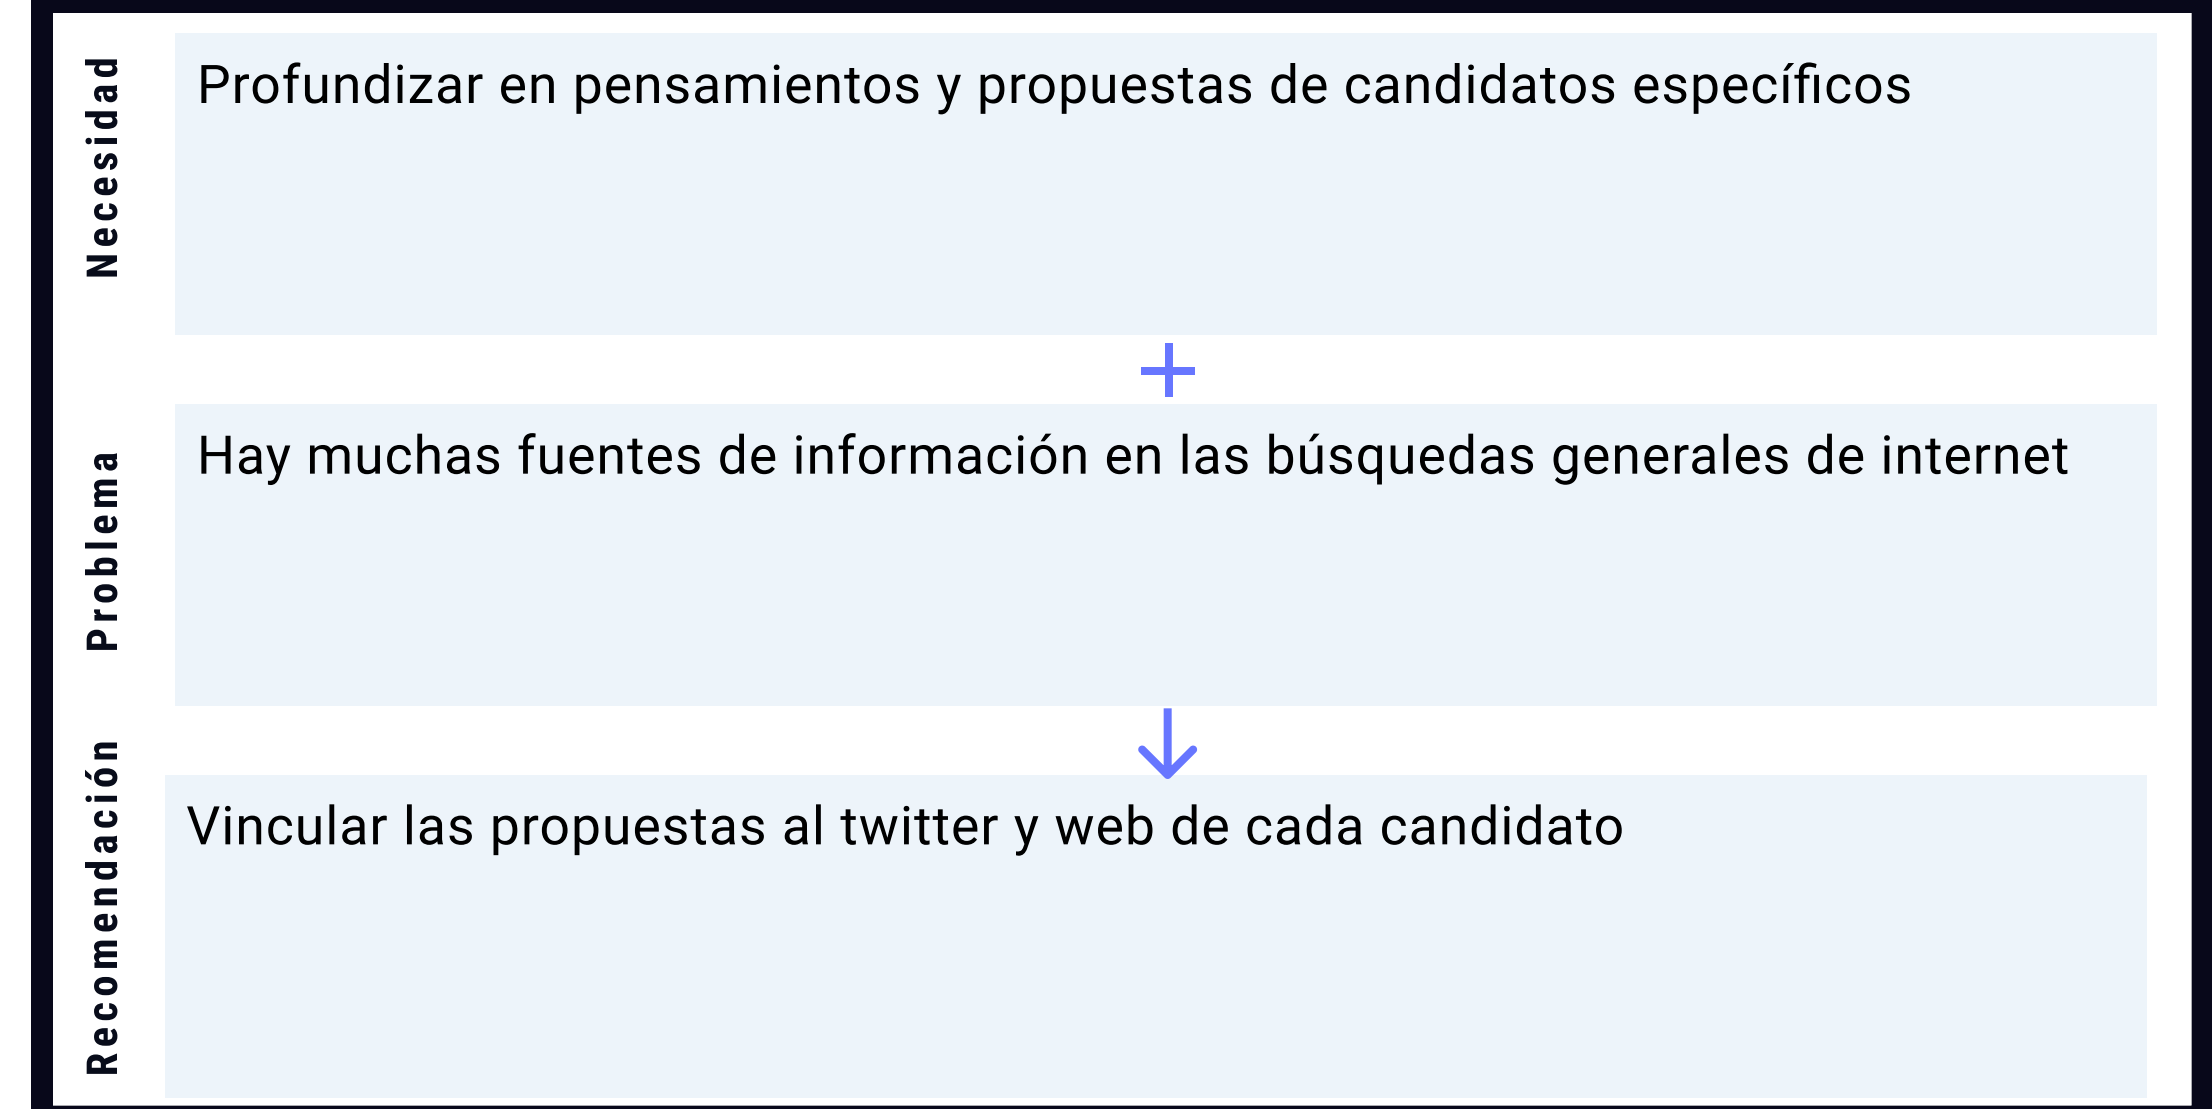 Necesidad
Profundizar en pensamientos y propuestas de candidatos específicos
Problema
Hay muchas fuentes de información en las búsquedas generales de internet
Recomendación
Vincular las propuestas al twitter y web de cada candidato